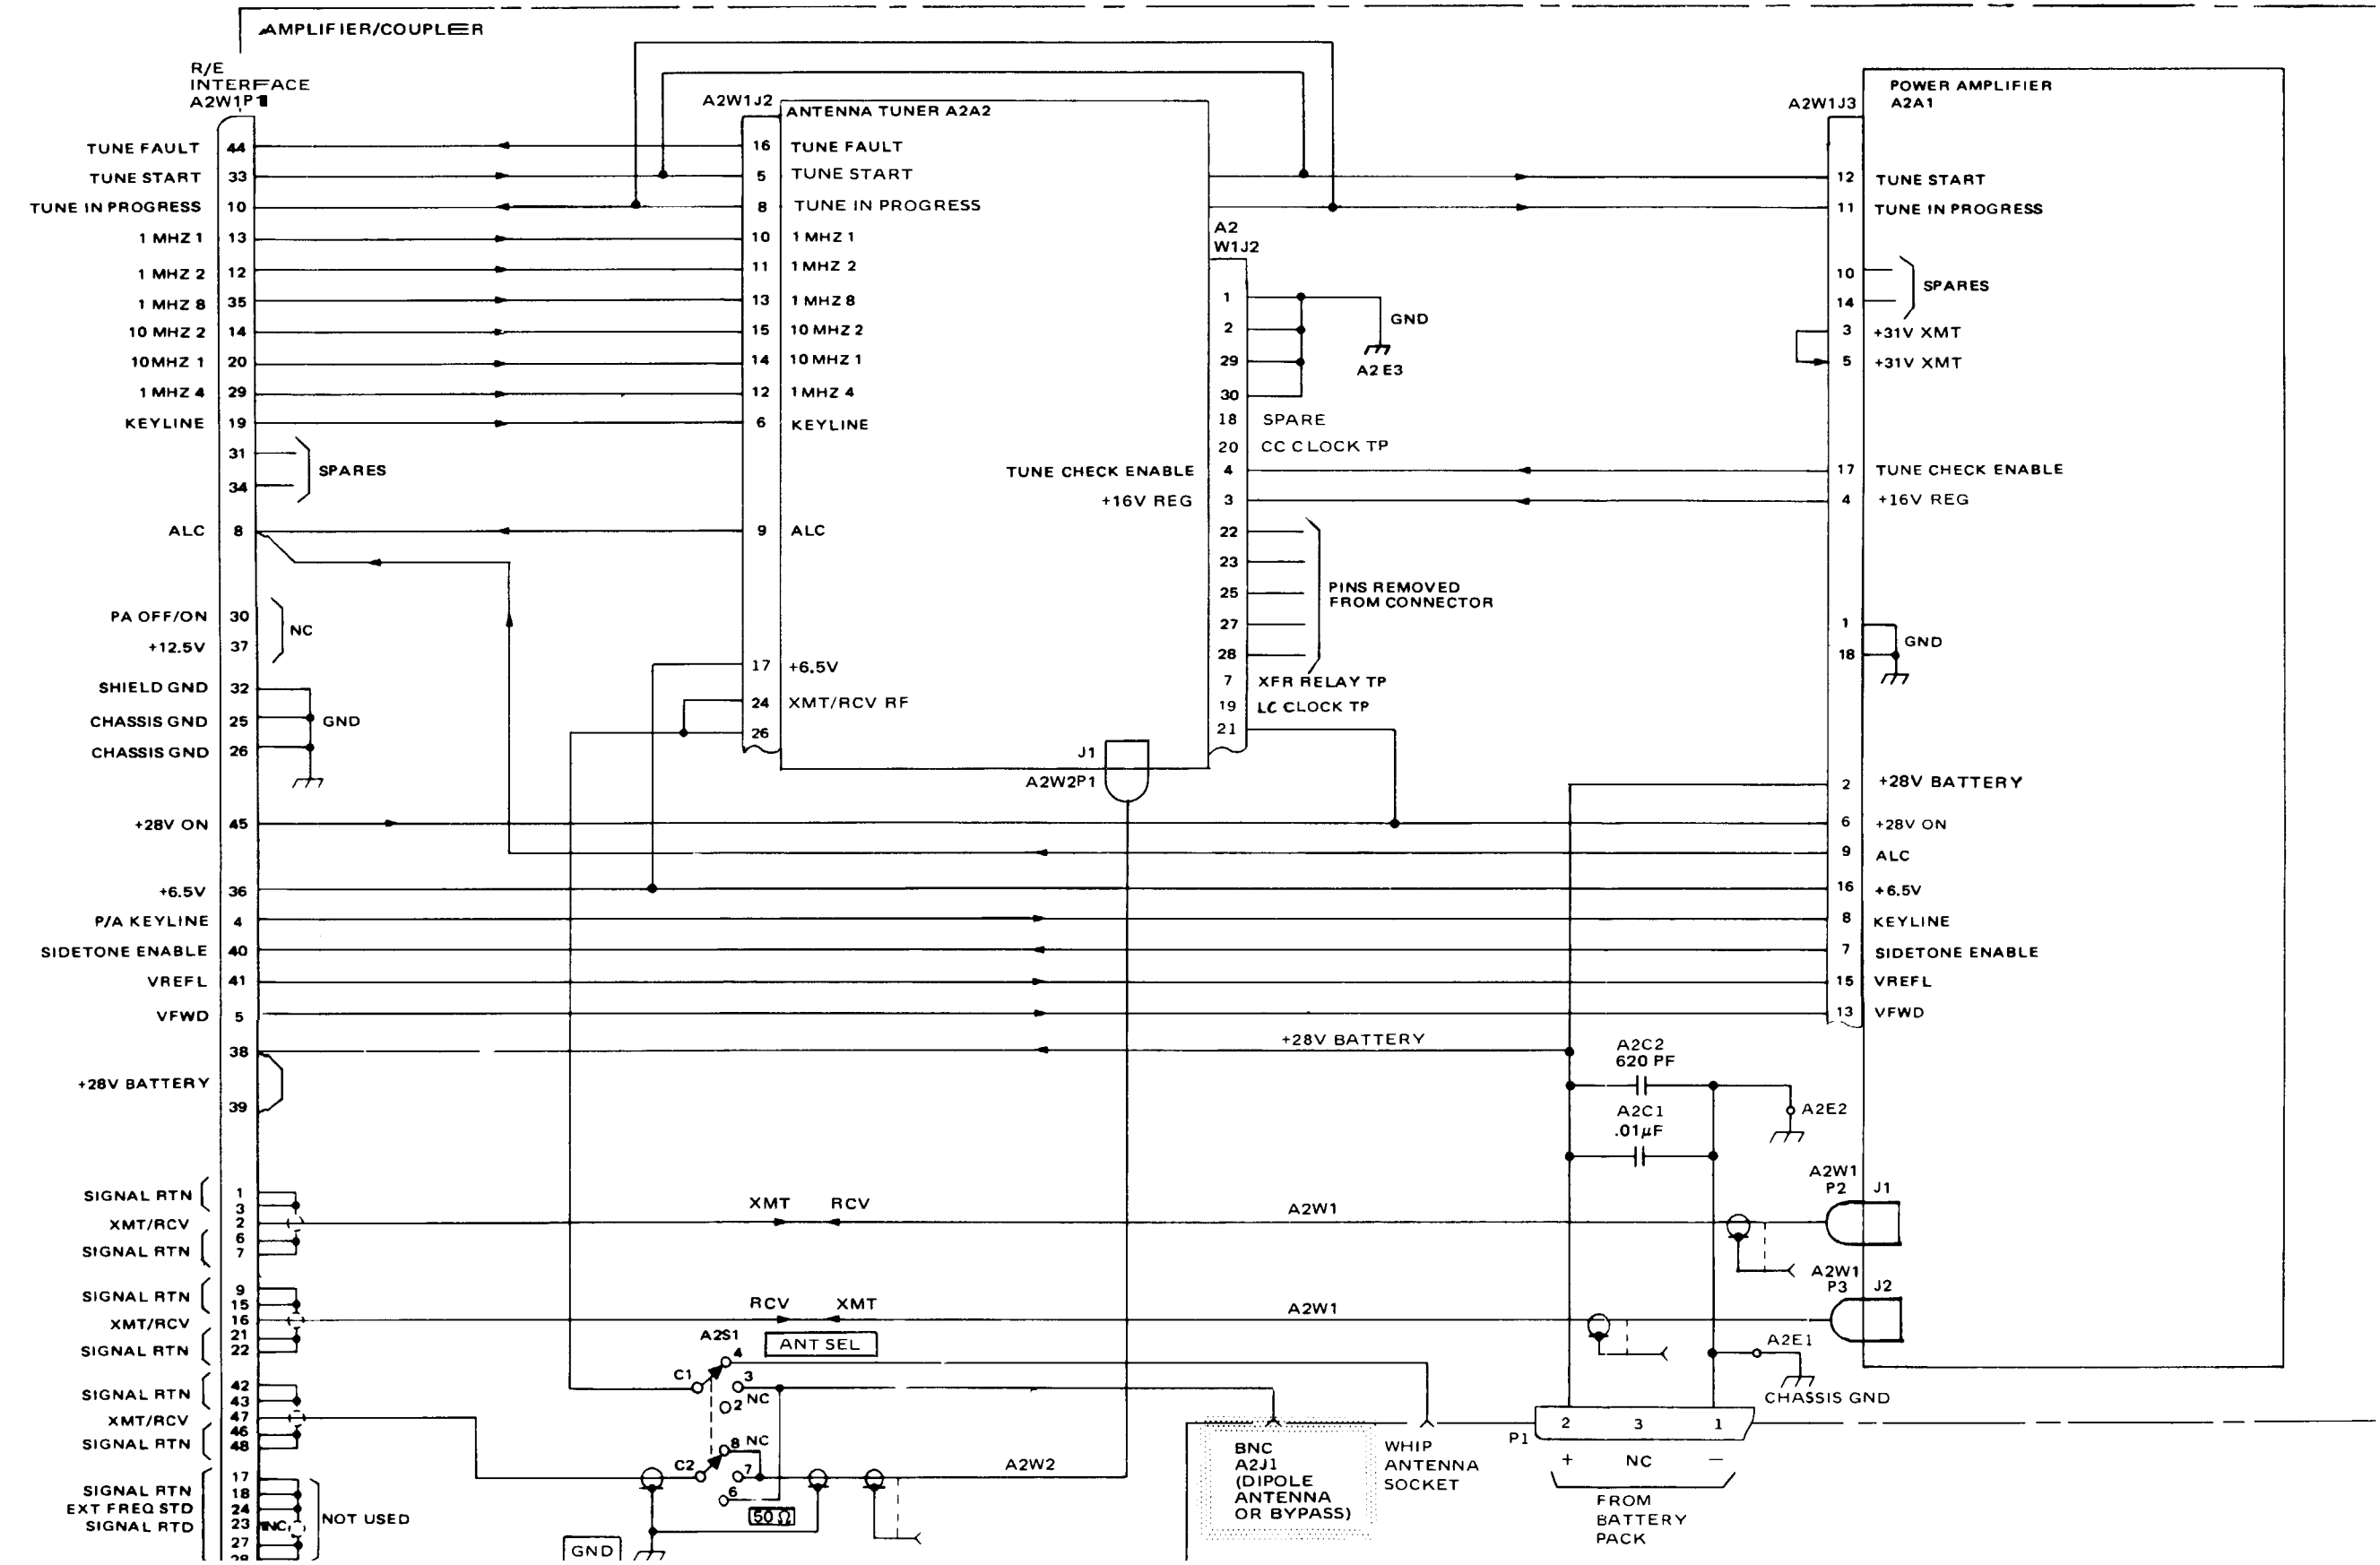 AMPLIFIER/COUPLER
R/E
INTERFACE
A2W1P1
TUNE FAULT 44
TUNE START 33
TUNE IN PROGRESS 10
1 MHZ 1 13
1 MHZ 2 12
1 MHZ 8 35
10 MHZ 2 14
10MHZ 1 20
1 MHZ 4 29
KEYLINE 19
31
34
SPARES
ALC 8
PA OFF/ON 30
+12.5V 37
NC
SHIELD GND 32
CHASSIS GND 25
CHASSIS GND 26
GND
+28V ON 45
+6.5V 36
P/A KEYLINE 4
SIDETONE ENABLE 40
VREFL 41
VFWD 5
38
+28V BATTERY
39
SIGNAL RTN
1
3
XMT/RCV 2
6
SIGNAL RTN 7
9
SIGNAL RTN
15
XMT/RCV 16
21
SIGNAL RTN 22
42
SIGNAL RTN
43
XMT/RCV 47
46
SIGNAL RTN 48
17
SIGNAL RTN 18
EXT FREQ STD 24
SIGNAL RTD 23 NC
27
28
NOT USED
A2W1J2
ANTENNA TUNER A2A2
16 TUNE FAULT
5 TUNE START
8 TUNE IN PROGRESS
10 1 MHZ 1
11 1 MHZ 2
13 1 MHZ 8
15 10 MHZ 2
14 10 MHZ 1
12 1 MHZ 4
6 KEYLINE
9 ALC
17 +6.5V
24 XMT/RCV RF
26
J1
A2W2P1
A2
W1J2
1
2
29
30
GND
A2E3
18 SPARE
20 CC CLOCK TP
TUNE CHECK ENABLE 4
+16V REG 3
22
23
25
27
28
PINS REMOVED
FROM CONNECTOR
7 XFR RELAY TP
19 LC CLOCK TP
21
A2W1J3
POWER AMPLIFIER
A2A1
12 TUNE START
11 TUNE IN PROGRESS
10
14
SPARES
3 +31V XMT
5 +31V XMT
17 TUNE CHECK ENABLE
4 +16V REG
1
18
GND
2 +28V BATTERY
6 +28V ON
9 ALC
16 +6.5V
8 KEYLINE
7 SIDETONE ENABLE
15 VREFL
13 VFWD
+28V BATTERY
A2C2
620 PF
A2C1
.01µF
A2E2
A2W1
P2 J1
XMT RCV
A2W1
A2W1
P3 J2
RCV XMT
A2W1
A2E1
CHASSIS GND
A2S1
ANT SEL
C1
4
3
NC
2
8 NC
C2
7
6
50 Ω
GND
A2W2
BNC
A2J1
(DIPOLE
ANTENNA
OR BYPASS)
WHIP
ANTENNA
SOCKET
P1
2 3 1
+ NC −
FROM
BATTERY
PACK